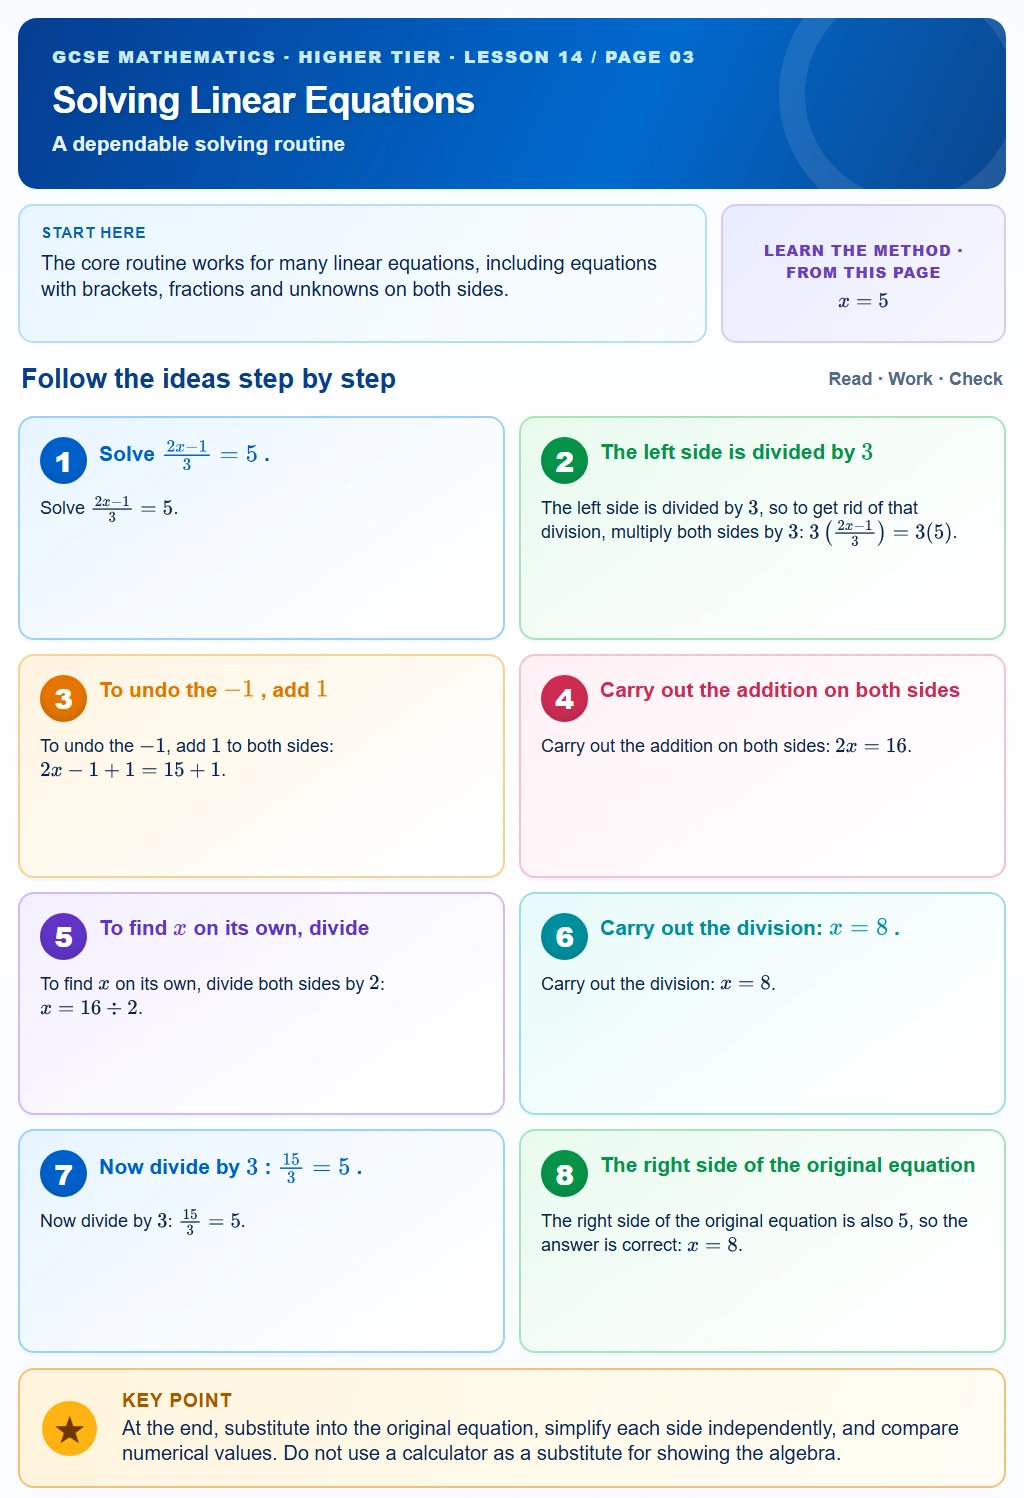 GCSE MATHEMATICS · HIGHER TIER · LESSON 14 / PAGE 03
Solving Linear Equations
A dependable solving routine
START HERE
The core routine works for many linear equations, including equations
with brackets, fractions and unknowns on both sides.
LEARN THE METHOD ·
FROM THIS PAGE
x = 5
Follow the ideas step by step
Read · Work · Check
1
Solve \frac{2x−1}{3} = 5 .
Solve \frac{2x−1}{3} = 5.
2
The left side is divided by 3
The left side is divided by 3, so to get rid of that
division, multiply both sides by 3: 3 (\frac{2x−1}{3}) = 3(5).
3
To undo the −1 , add 1
To undo the −1, add 1 to both sides:
2x − 1 + 1 = 15 + 1.
4
Carry out the addition on both sides
Carry out the addition on both sides: 2x = 16.
5
To find x on its own, divide
To find x on its own, divide both sides by 2:
x = 16 ÷ 2.
6
Carry out the division: x = 8 .
Carry out the division: x = 8.
7
Now divide by 3 : \frac{15}{3} = 5 .
Now divide by 3: \frac{15}{3} = 5.
8
The right side of the original equation
The right side of the original equation is also 5, so the
answer is correct: x = 8.
KEY POINT
At the end, substitute into the original equation, simplify each side independently, and compare
numerical values. Do not use a calculator as a substitute for showing the algebra.